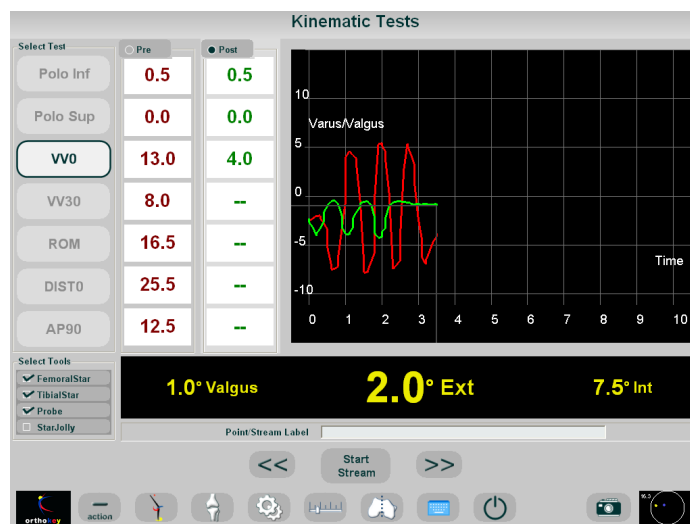 Kinematic Tests
Select Test
Pre
Post
Polo Inf 0.5 0.5
Polo Sup 0.0 0.0
VV0 13.0 4.0
VV30 8.0 --
ROM 16.5 --
DIST0 25.5 --
AP90 12.5 --
10
Varus/Valgus
5
0
-5
Time
-10
0 1 2 3 4 5 6 7 8 9 10
Select Tools
FemoralStar
TibialStar
Probe
StarJolly
1.0° Valgus 2.0° Ext 7.5° Int
Point/Stream Label
<< Start Stream >>
orthokey
action
16.3